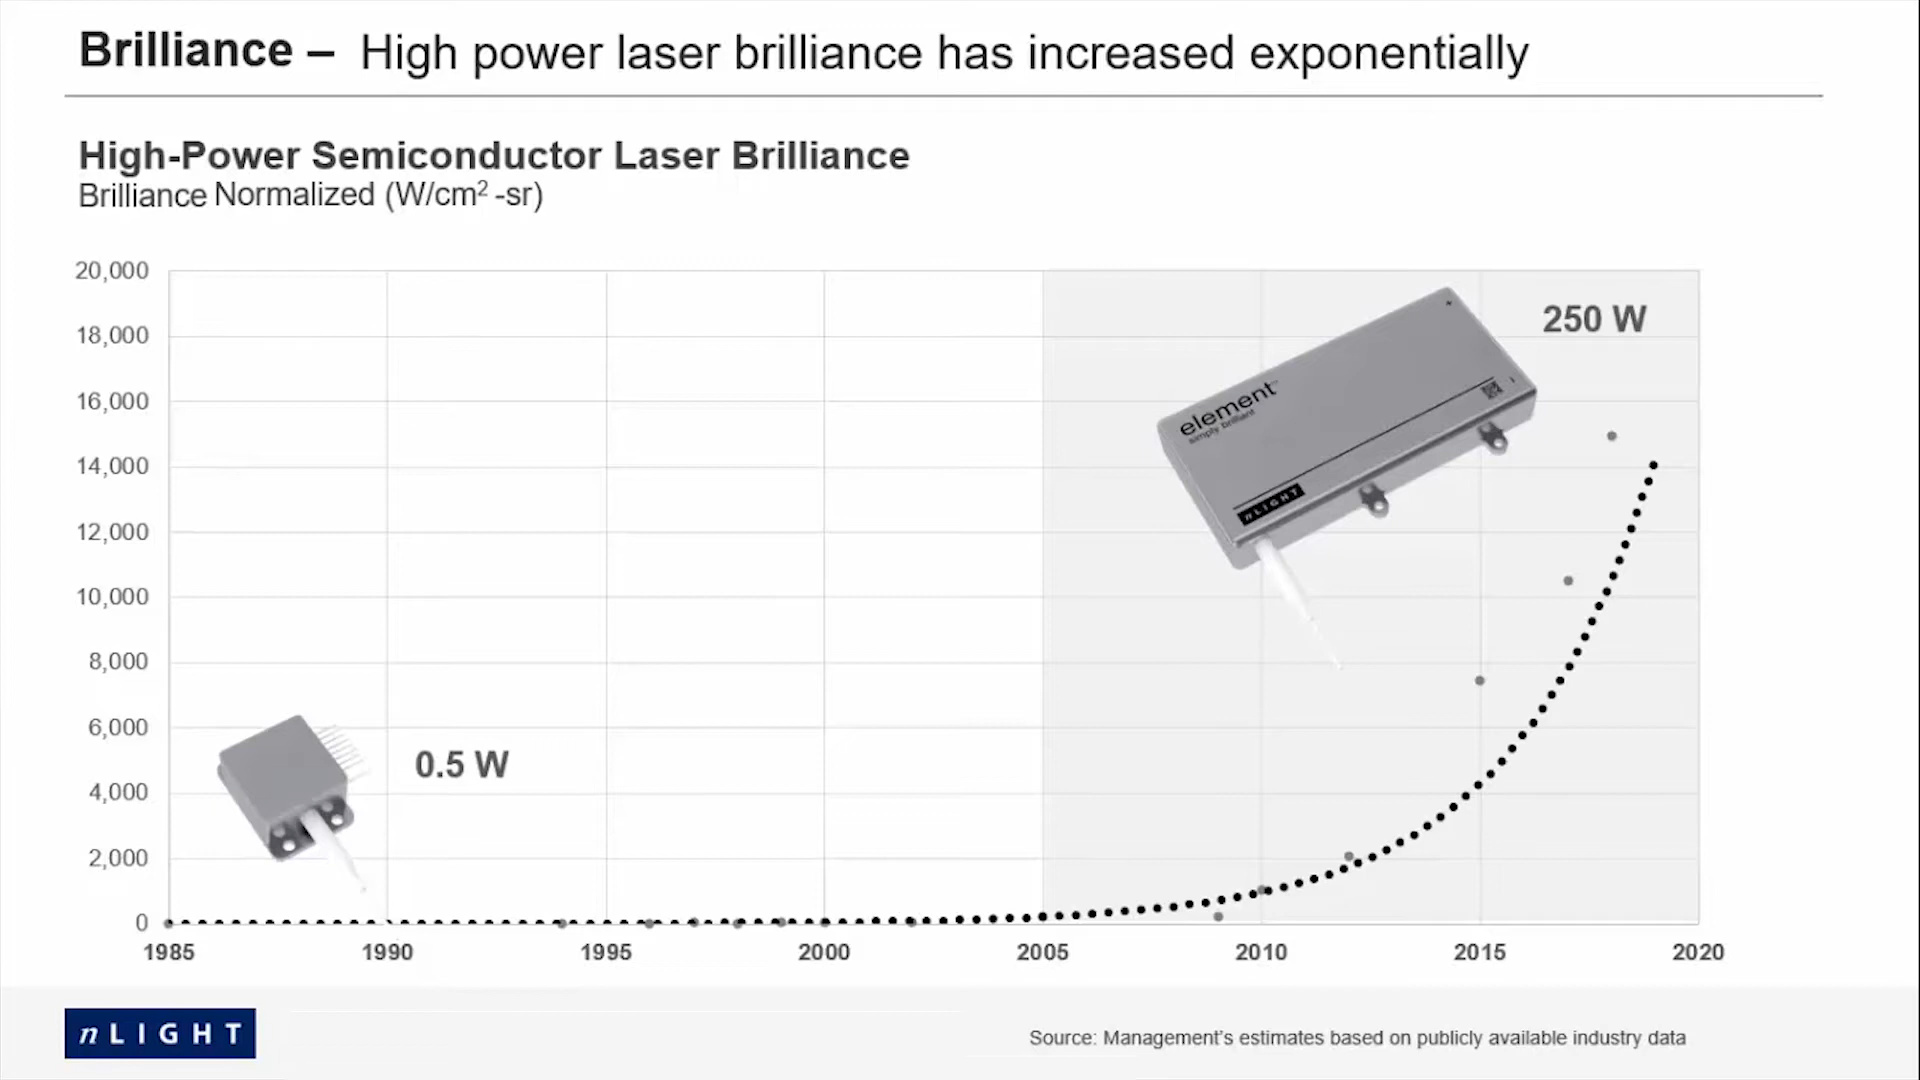 Brilliance – High power laser brilliance has increased exponentially
High-Power Semiconductor Laser Brilliance
Brilliance Normalized (W/cm² -sr)
20,000
18,000
16,000
14,000
12,000
10,000
8,000
6,000
4,000
2,000
0
250 W
element™
simply brilliant
nLIGHT
0.5 W
1985 1990 1995 2000 2005 2010 2015 2020
nLIGHT
Source: Management's estimates based on publicly available industry data